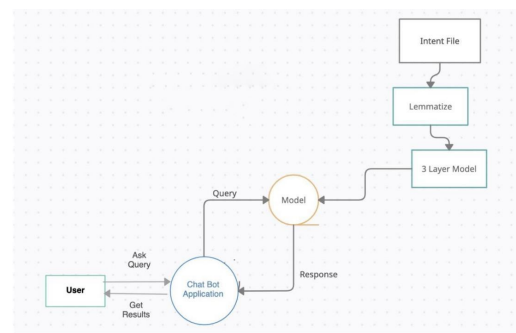 Intent File
Lemmatize
3 Layer Model
Query
Model
Ask
Query
Response
User
Chat Bot
Application
Get
Results